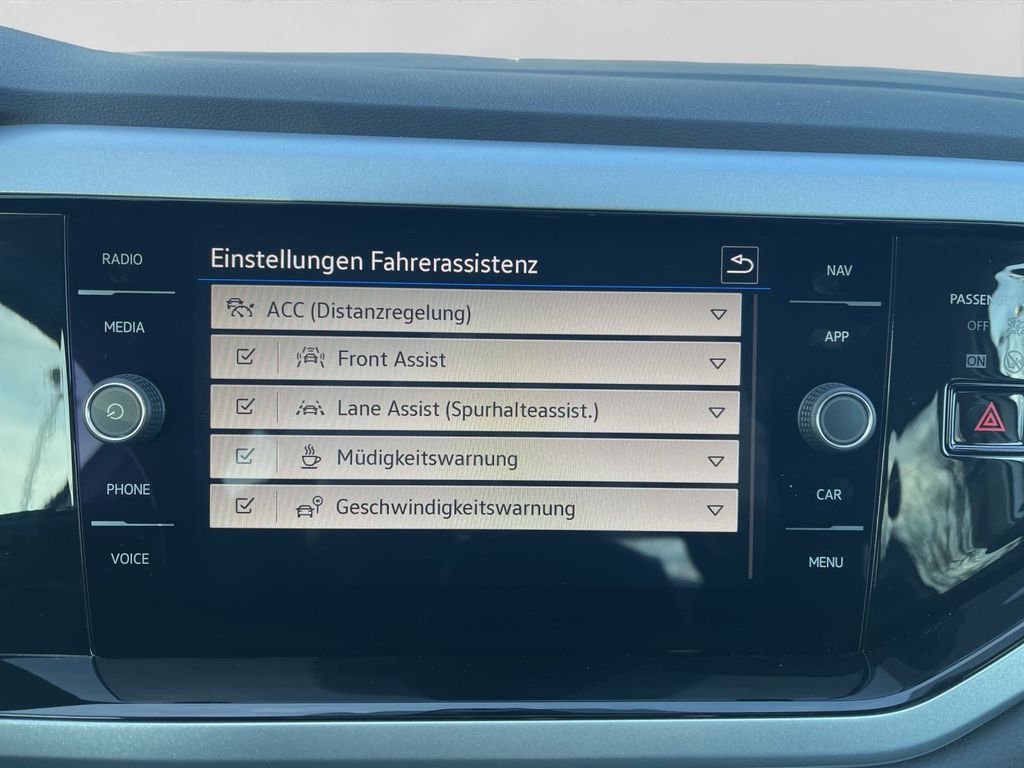 RADIO
MEDIA
PHONE
VOICE
Einstellungen Fahrerassistenz
ACC (Distanzregelung)
Front Assist
Lane Assist (Spurhalteassist.)
Müdigkeitswarnung
Geschwindigkeitswarnung
NAV
APP
CAR
MENU
OFF
ON